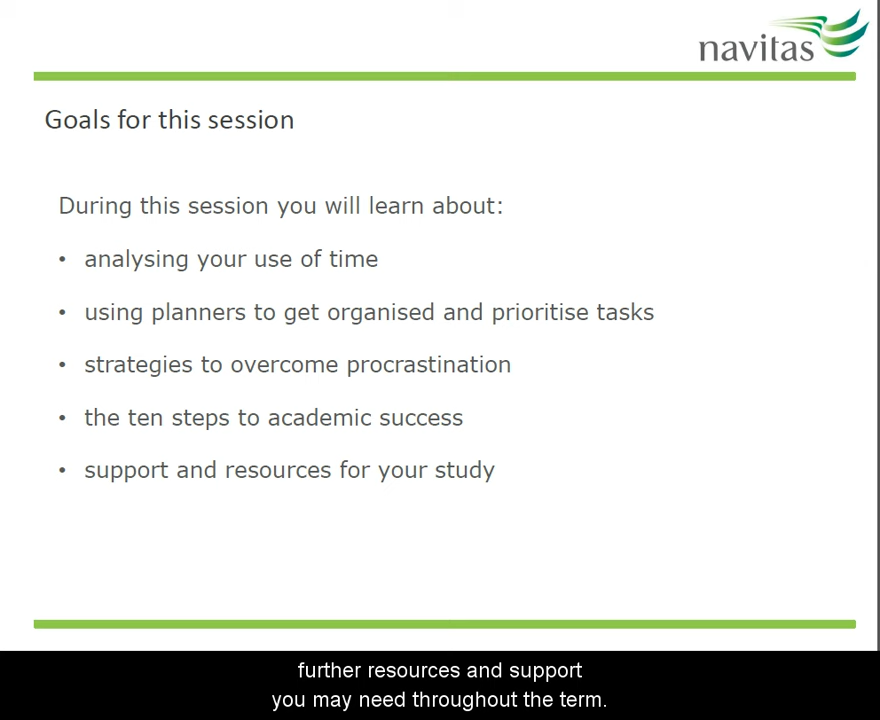 navitas
Goals for this session
During this session you will learn about:
• analysing your use of time
• using planners to get organised and prioritise tasks
• strategies to overcome procrastination
• the ten steps to academic success
• support and resources for your study
further resources and support
you may need throughout the term.